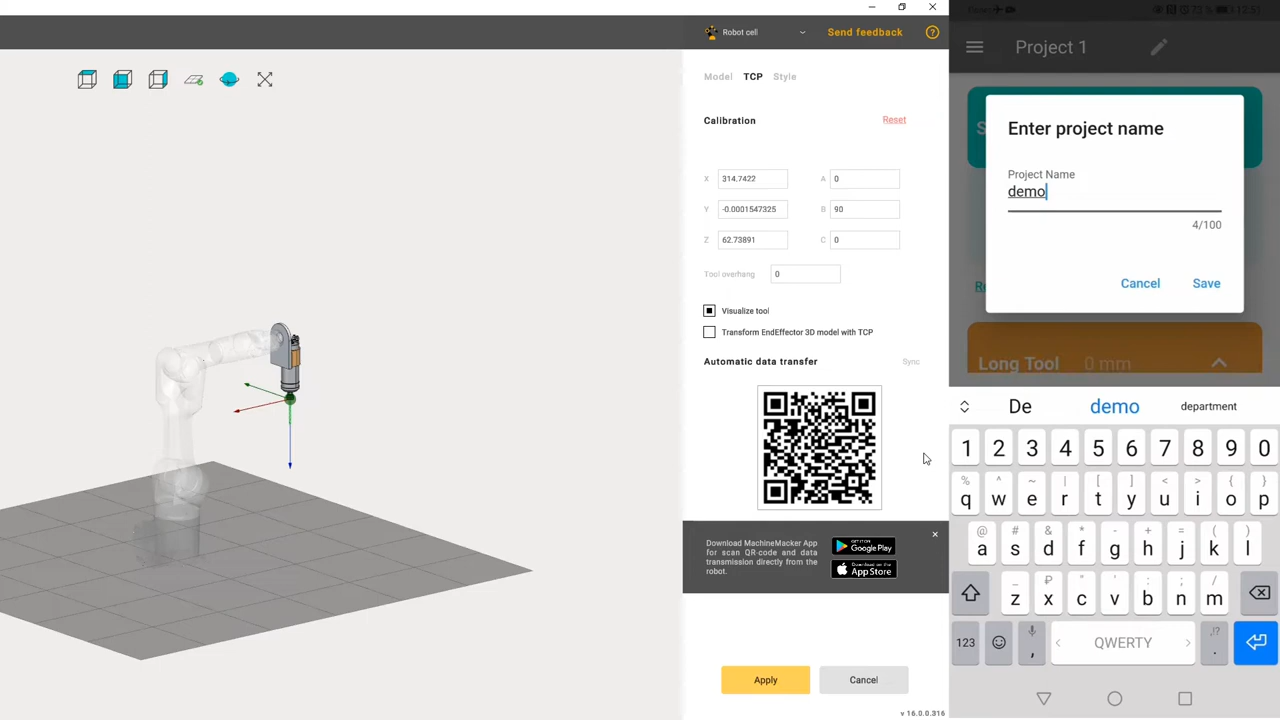 Robot cell
Send feedback
?
Model TCP Style
Calibration
Reset
X 314.7422 A 0
Y -0.0001547325 B 90
Z 62.73891 C 0
Tool overhang 0
Visualize tool
Transform EndEffector 3D model with TCP
Automatic data transfer
Sync
Download MachineMacker App
for scan QR-code and data
transmission directly from the
robot.
GET IT ON
Google Play
Download on the
App Store
Apply
Cancel
v 16.0.0.316
12:51
Project 1
Enter project name
Project Name
demo
4/100
Cancel
Save
Long Tool 0 mm
De demo department
1 2 3 4 5 6 7 8 9 0
% ^ ~ | [ ] < > { }
q w e r t y u i o p
@ # & * - + = ( )
a s d f g h j k l
_ ₽ " ' : ; /
z x c v b n m
123 , QWERTY ,!? .